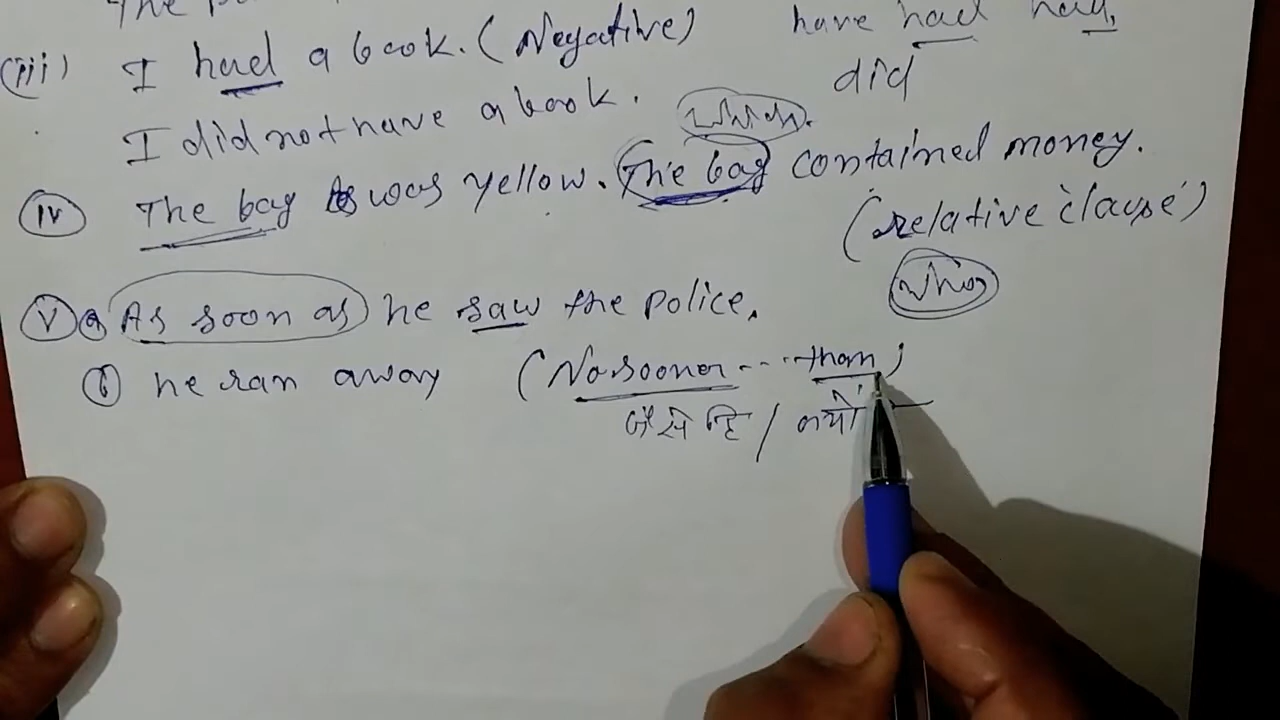 The
(iii) I had a book. (Negative) have had had,
did
I did not have a book.
which.
(iv) The bag was yellow. The bag contained money.
(relative clause)
who
(v) a As soon as he saw the police.
he ran away (No sooner --- than)
जैसे हि /